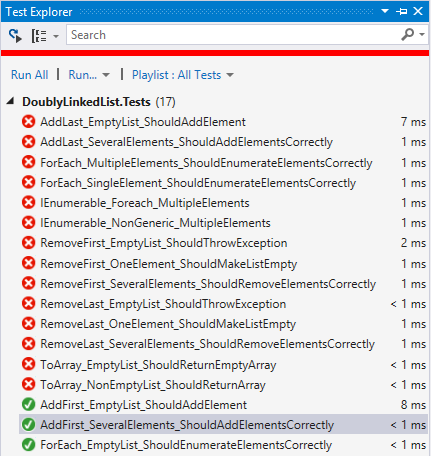 Test Explorer
Search
Run All Run... Playlist : All Tests
DoublyLinkedList.Tests (17)
AddLast_EmptyList_ShouldAddElement 7 ms
AddLast_SeveralElements_ShouldAddElementsCorrectly 1 ms
ForEach_MultipleElements_ShouldEnumerateElementsCorrectly 1 ms
ForEach_SingleElement_ShouldEnumerateElementsCorrectly 1 ms
IEnumerable_Foreach_MultipleElements 1 ms
IEnumerable_NonGeneric_MultipleElements 1 ms
RemoveFirst_EmptyList_ShouldThrowException 2 ms
RemoveFirst_OneElement_ShouldMakeListEmpty 1 ms
RemoveFirst_SeveralElements_ShouldRemoveElementsCorrectly 1 ms
RemoveLast_EmptyList_ShouldThrowException < 1 ms
RemoveLast_OneElement_ShouldMakeListEmpty 1 ms
RemoveLast_SeveralElements_ShouldRemoveElementsCorrectly 1 ms
ToArray_EmptyList_ShouldReturnEmptyArray < 1 ms
ToArray_NonEmptyList_ShouldReturnArray < 1 ms
AddFirst_EmptyList_ShouldAddElement 8 ms
AddFirst_SeveralElements_ShouldAddElementsCorrectly < 1 ms
ForEach_EmptyList_ShouldEnumerateElementsCorrectly < 1 ms